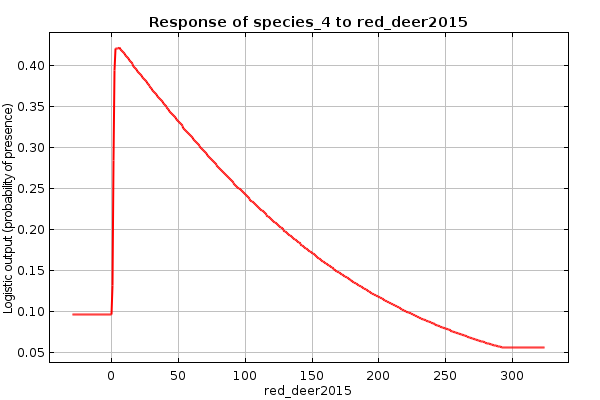 Response of species_4 to red_deer2015
Logistic output (probability of presence)
0.40
0.35
0.30
0.25
0.20
0.15
0.10
0.05
0 50 100 150 200 250 300
red_deer2015